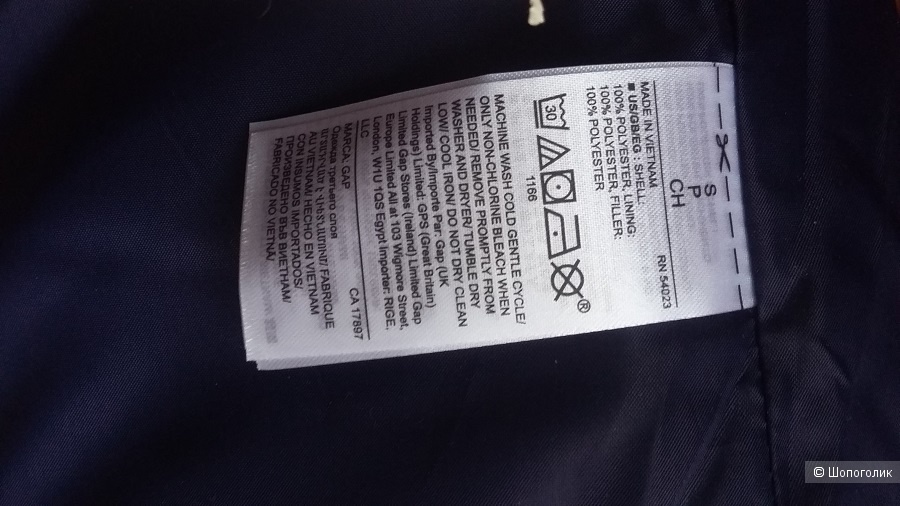 S
P
CH
RN 54023
MADE IN VIETNAM
■ US/GB/EG : SHELL:
100% POLYESTER, LINING:
100% POLYESTER, FILLER:
100% POLYESTER
30
®
1166
MACHINE WASH COLD GENTLE CYCLE/
ONLY NON-CHLORINE BLEACH WHEN
NEEDED/ REMOVE PROMPTLY FROM
WASHER AND DRYER/ TUMBLE DRY
LOW/ COOL IRON/ DO NOT DRY CLEAN
Imported By/Importe Par: Gap (UK
Holdings) Limited: GPS (Great Britain)
Limited Gap Stores (Ireland) Limited Gap
Europe Limited All at 103 Wigmore Street,
London, W1U 1QS Egypt Importer: RIGE,
LLC
CA 17897
MARCA: GAP
Одежда третьего слоя
FABRIQUE
AU VIETNAM/ HECHO EN VIETNAM
CON INSUMOS IMPORTADOS/
ПРОИЗВЕДЕНО ВЪВ ВИЕТНАМ/
FABRICADO NO VIETNÃ/
© Шопоголик